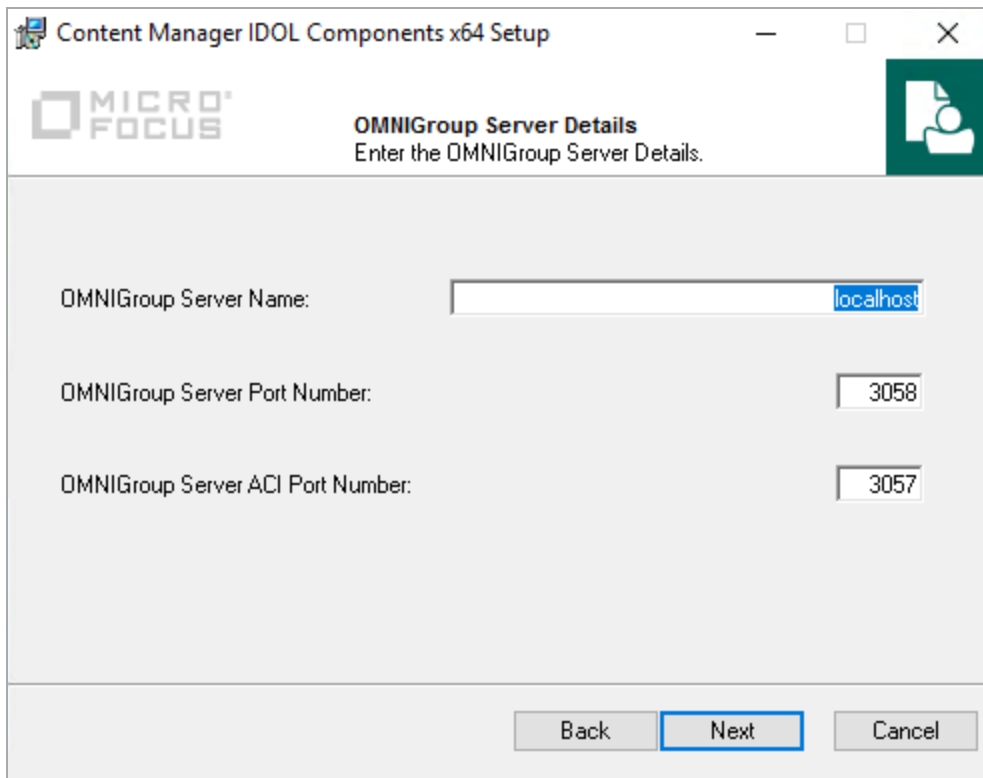 Content Manager IDOL Components x64 Setup
MICRO
FOCUS
OMNIGroup Server Details
Enter the OMNIGroup Server Details.
OMNIGroup Server Name: localhost
OMNIGroup Server Port Number: 3058
OMNIGroup Server ACI Port Number: 3057
Back Next Cancel